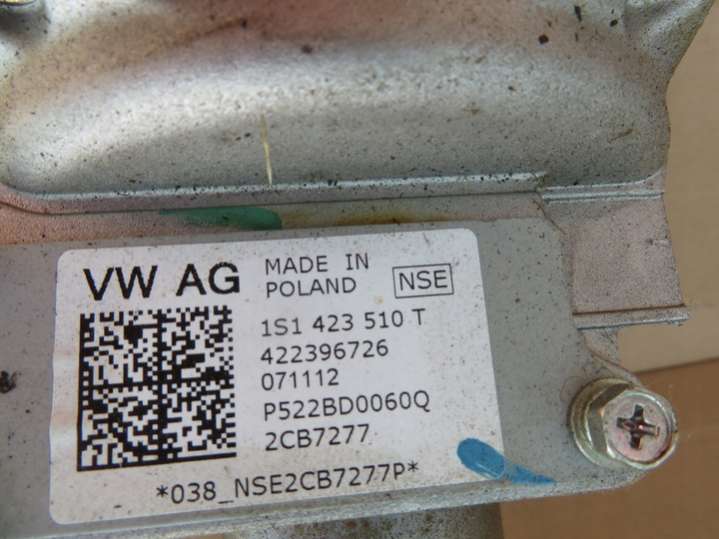 VW AG
MADE IN
POLAND
NSE
1S1 423 510 T
422396726
071112
P522BD0060Q
2CB7277
*038_NSE2CB7277P*